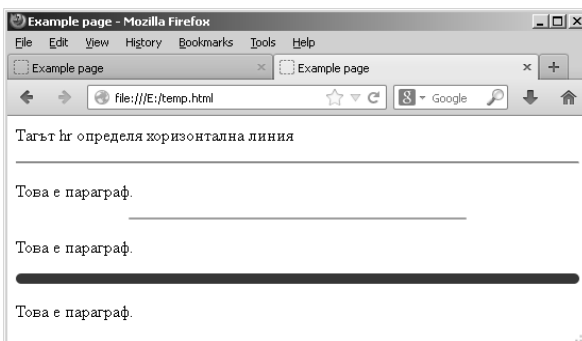 Example page - Mozilla Firefox
File Edit View History Bookmarks Tools Help
Example page × Example page × +
file:///E:/temp.html 8 Google
Тагът hr определя хоризонтална линия
Това е параграф.
Това е параграф.
Това е параграф.